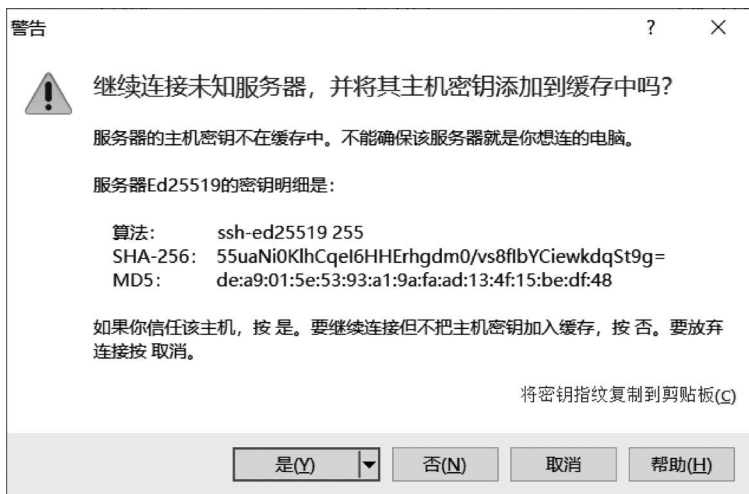 警告
?
×
继续连接未知服务器，并将其主机密钥添加到缓存中吗?
服务器的主机密钥不在缓存中。不能确保该服务器就是你想连的电脑。
服务器Ed25519的密钥明细是：
算法： ssh-ed25519 255
SHA-256： 55uaNi0KlhCqeI6HHErhgdm0/vs8fIbYCiewkdqSt9g=
MD5： de:a9:01:5e:53:93:a1:9a:fa:ad:13:4f:15:be:df:48
如果你信任该主机，按 是。要继续连接但不把主机密钥加入缓存，按 否。要放弃
连接按 取消。
将密钥指纹复制到剪贴板(C)
是(Y)
否(N)
取消
帮助(H)